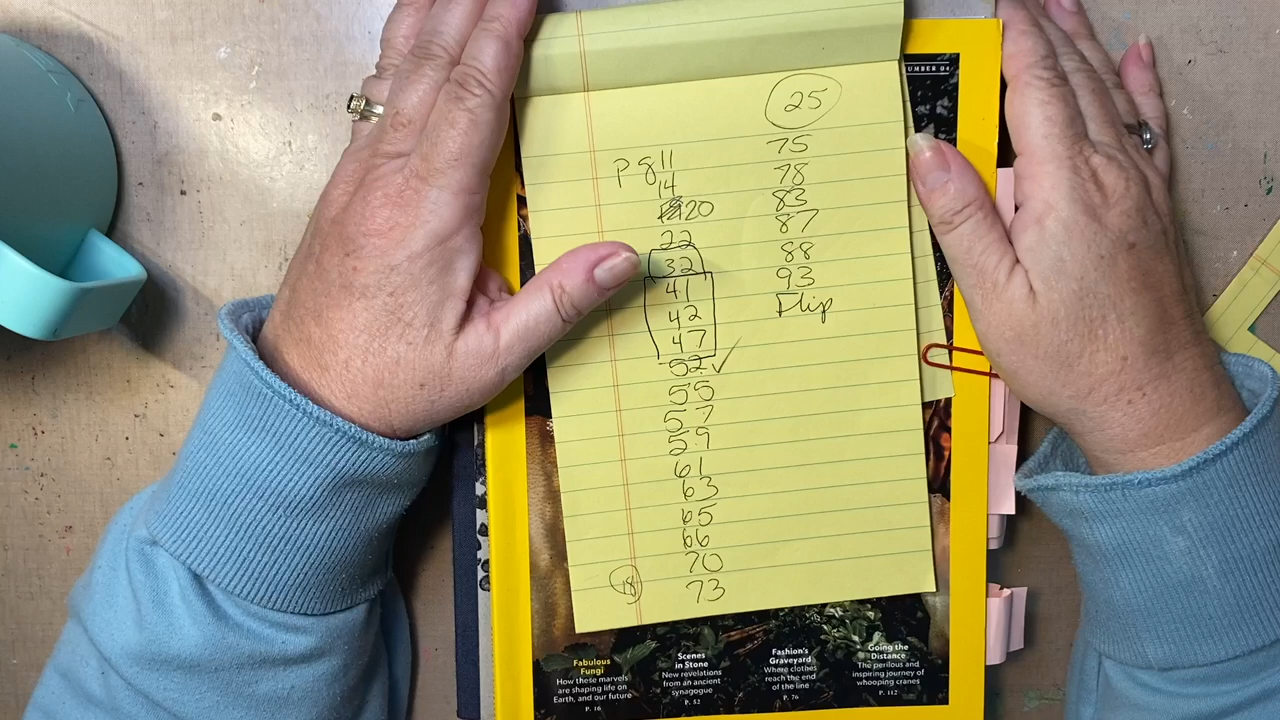 UMBER 04
25
pg 11
14
20
22
32
41
42
47
52 ✓
55
57
59
61
63
65
66
70
18 73
75
78
83
87
88
93
Flip
Fabulous
Fungi
How these marvels
are shaping life on
Earth, and our future
P. 16
Scenes
in Stone
New revelations
from an ancient
synagogue
P. 52
Fashion's
Graveyard
Where clothes
reach the end
of the line
P. 76
Going the
Distance
The perilous and
inspiring journey of
whooping cranes
P. 112